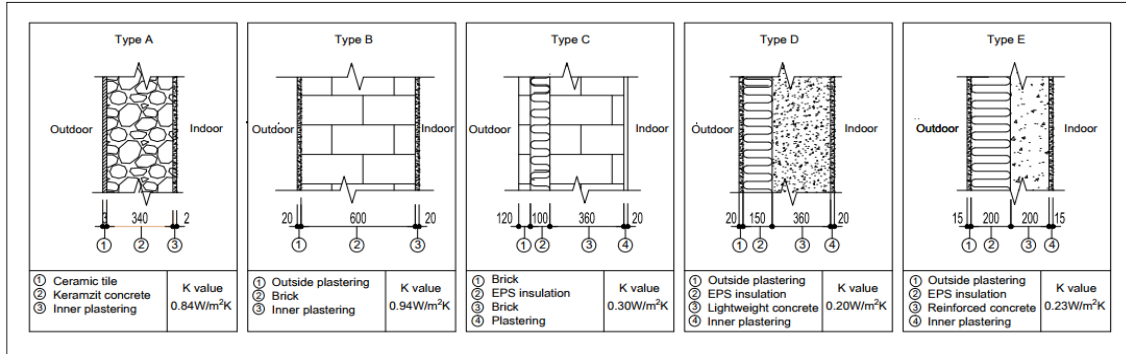 Type A
Outdoor
Indoor
3 340 2
① ② ③
① Ceramic tile
② Keramzit concrete
③ Inner plastering
K value
0.84W/m²K
Type B
Outdoor
Indoor
20 600 20
① ② ③
① Outside plastering
② Brick
③ Inner plastering
K value
0.94W/m²K
Type C
Outdoor
Indoor
120 100 360 20
① ② ③ ④
① Brick
② EPS insulation
③ Brick
④ Plastering
K value
0.30W/m²K
Type D
Outdoor
Indoor
20 150 360 20
① ② ③ ④
① Outside plastering
② EPS insulation
③ Lightweight concrete
④ Inner plastering
K value
0.20W/m²K
Type E
Outdoor
Indoor
15 200 200 15
① ② ③ ④
① Outside plastering
② EPS insulation
③ Reinforced concrete
④ Inner plastering
K value
0.23W/m²K